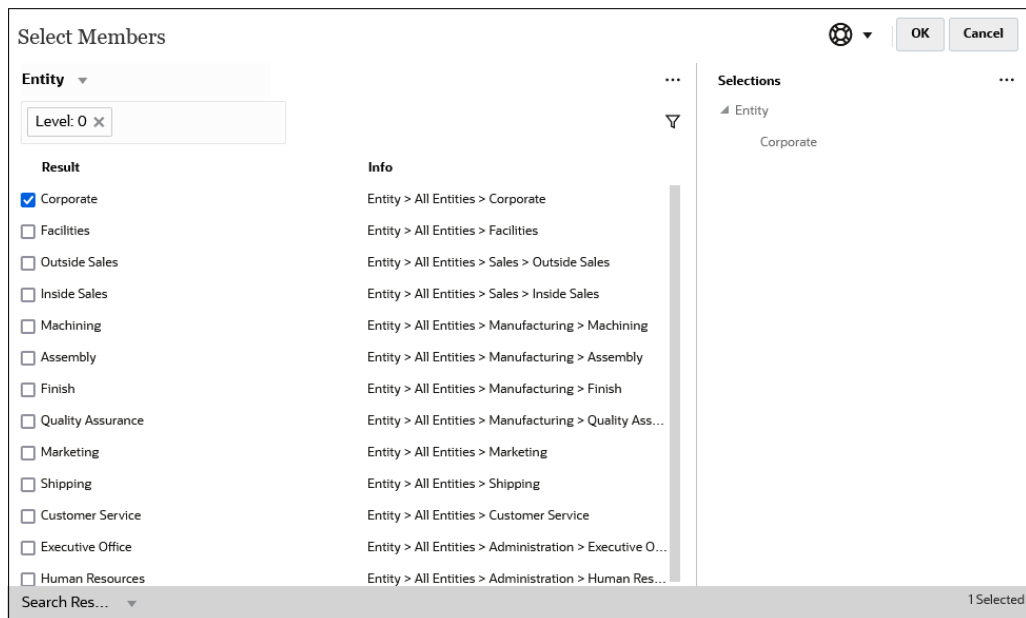 Select Members
OK
Cancel
Entity
...
Level: 0 ×
Result Info
Corporate Entity > All Entities > Corporate
Facilities Entity > All Entities > Facilities
Outside Sales Entity > All Entities > Sales > Outside Sales
Inside Sales Entity > All Entities > Sales > Inside Sales
Machining Entity > All Entities > Manufacturing > Machining
Assembly Entity > All Entities > Manufacturing > Assembly
Finish Entity > All Entities > Manufacturing > Finish
Quality Assurance Entity > All Entities > Manufacturing > Quality Ass...
Marketing Entity > All Entities > Marketing
Shipping Entity > All Entities > Shipping
Customer Service Entity > All Entities > Customer Service
Executive Office Entity > All Entities > Administration > Executive O...
Human Resources Entity > All Entities > Administration > Human Res...
Selections
...
Entity
Corporate
Search Res...
1 Selected